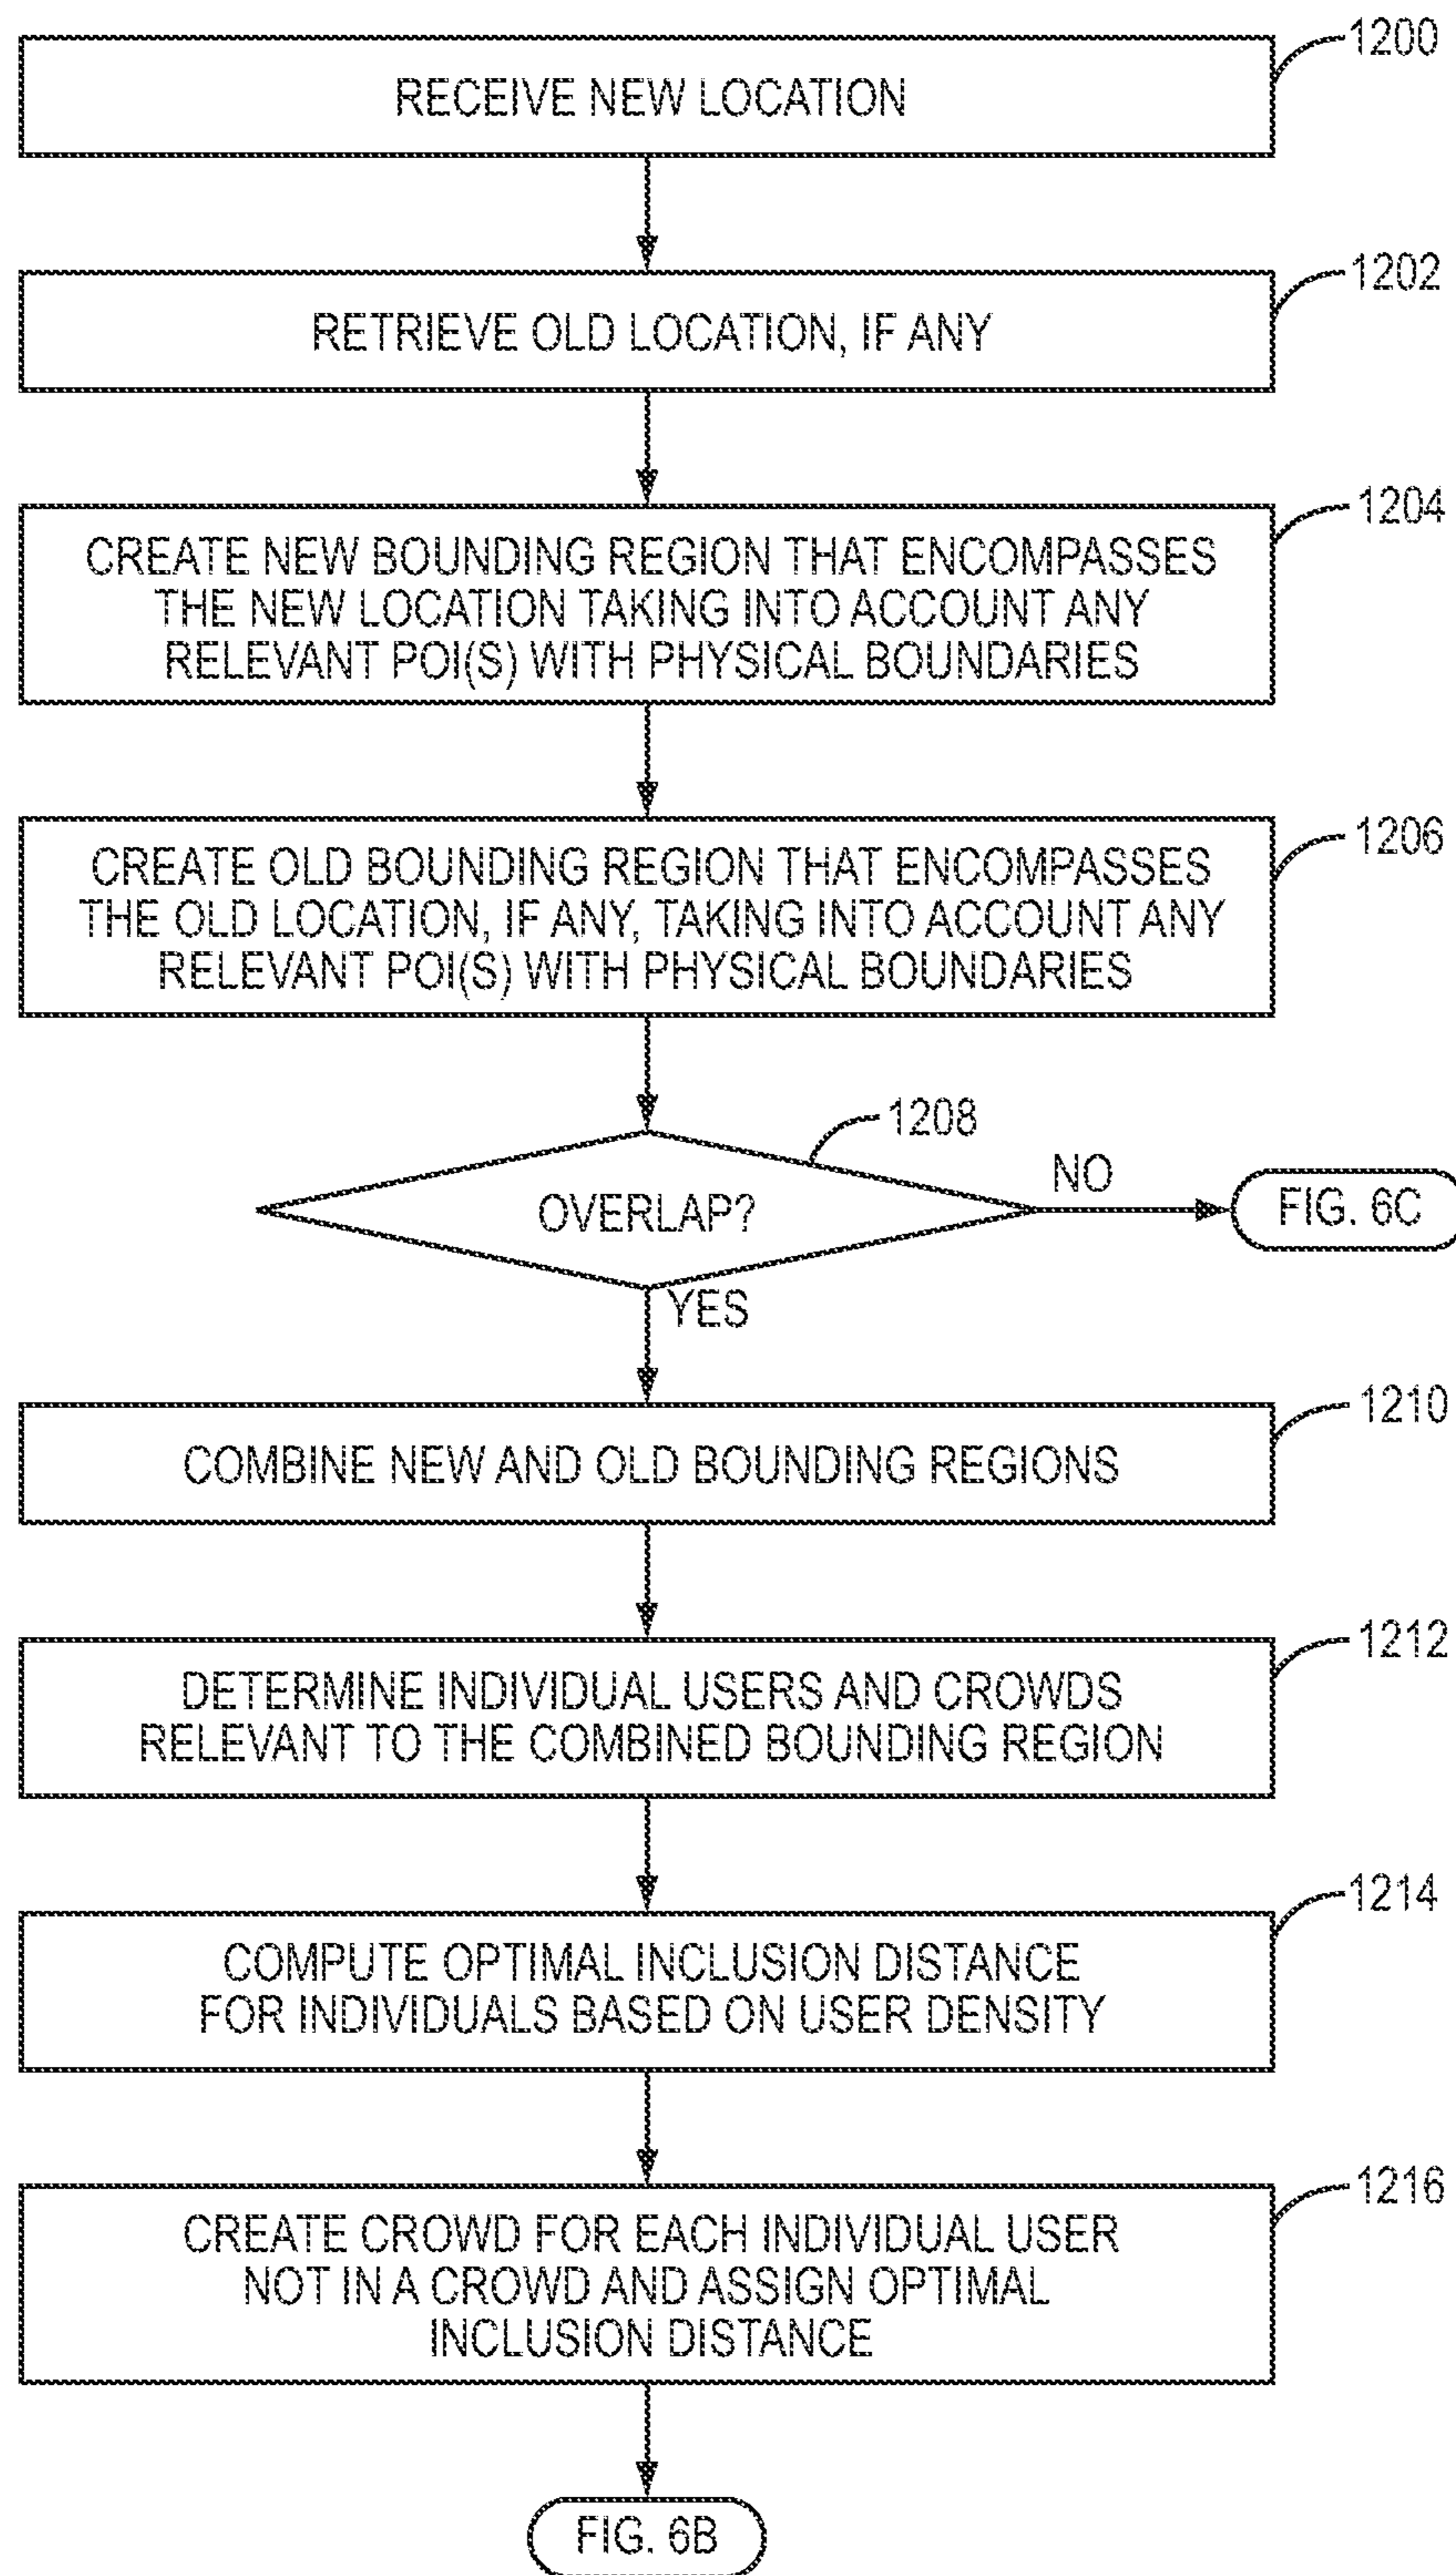 1200
RECEIVE NEW LOCATION
1202
RETRIEVE OLD LOCATION, IF ANY
1204
CREATE NEW BOUNDING REGION THAT ENCOMPASSES
THE NEW LOCATION TAKING INTO ACCOUNT ANY
RELEVANT POI(S) WITH PHYSICAL BOUNDARIES
1206
CREATE OLD BOUNDING REGION THAT ENCOMPASSES
THE OLD LOCATION, IF ANY, TAKING INTO ACCOUNT ANY
RELEVANT POI(S) WITH PHYSICAL BOUNDARIES
1208
OVERLAP?
NO
FIG. 6C
YES
1210
COMBINE NEW AND OLD BOUNDING REGIONS
1212
DETERMINE INDIVIDUAL USERS AND CROWDS
RELEVANT TO THE COMBINED BOUNDING REGION
1214
COMPUTE OPTIMAL INCLUSION DISTANCE
FOR INDIVIDUALS BASED ON USER DENSITY
1216
CREATE CROWD FOR EACH INDIVIDUAL USER
NOT IN A CROWD AND ASSIGN OPTIMAL
INCLUSION DISTANCE
FIG. 6B